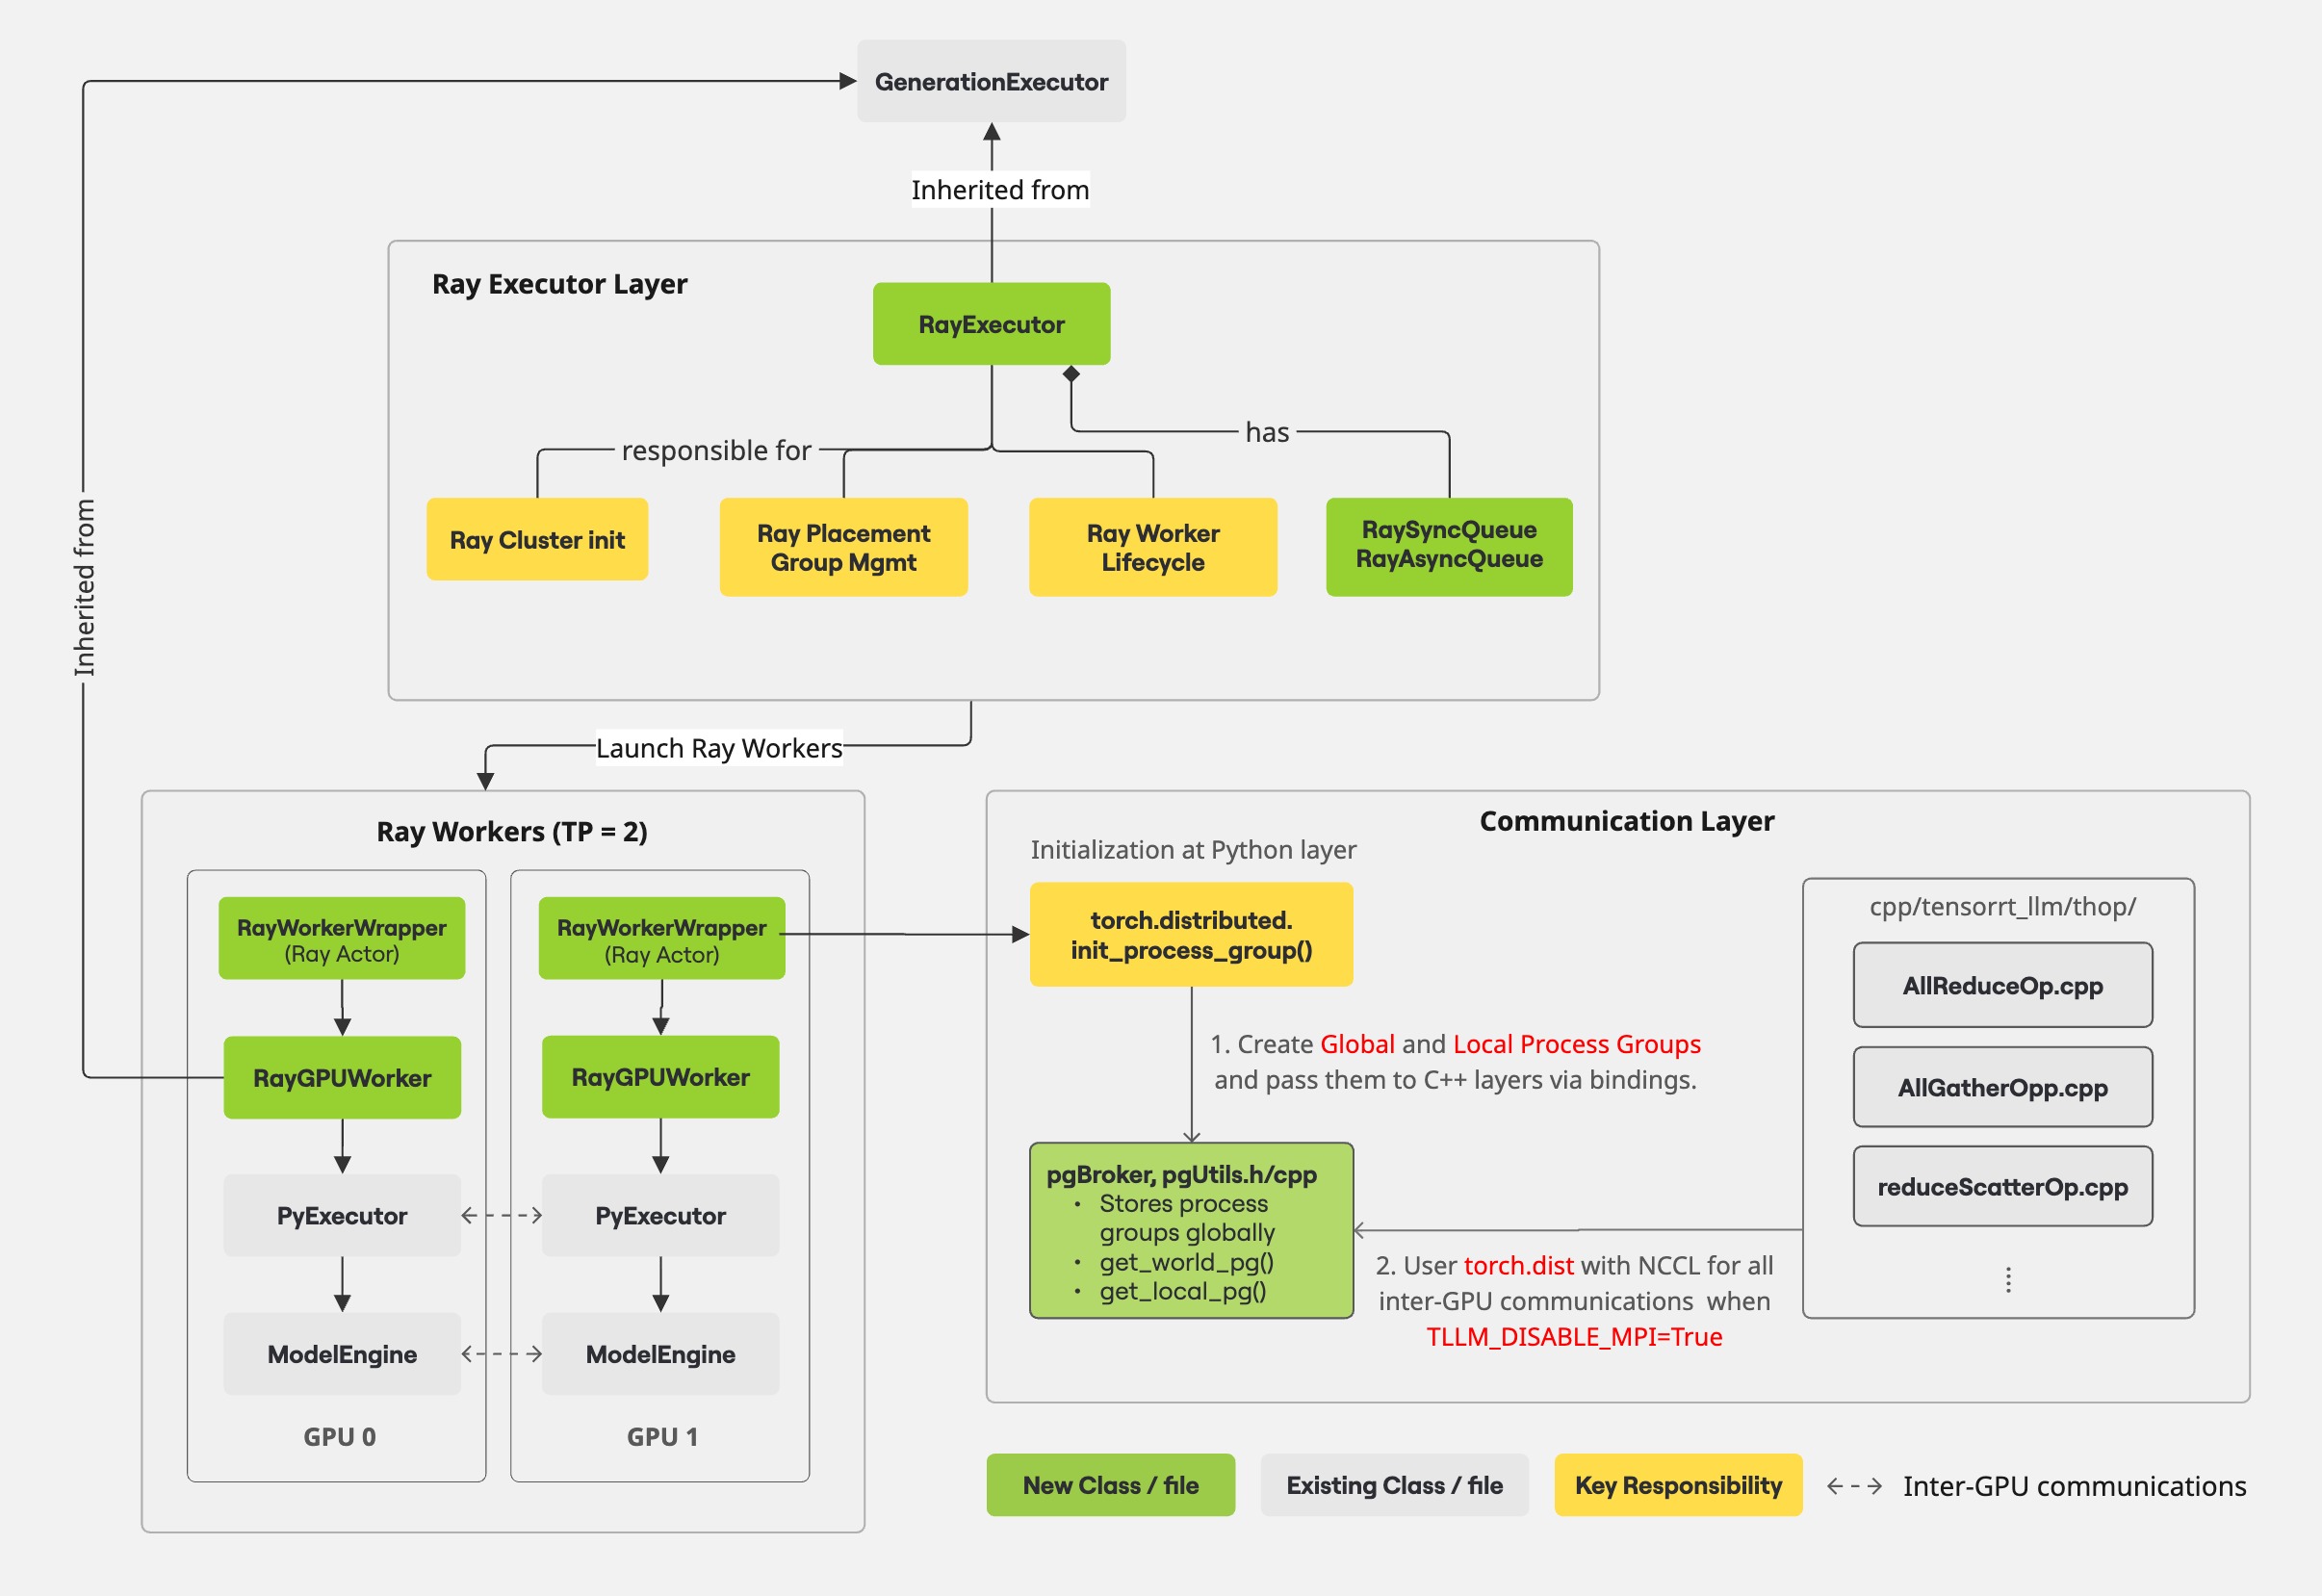 GenerationExecutor
Inherited from
Ray Executor Layer
RayExecutor
responsible for
has
Ray Cluster init
Ray Placement
Group Mgmt
Ray Worker
Lifecycle
RaySyncQueue
RayAsyncQueue
Inherited from
Launch Ray Workers
Ray Workers (TP = 2)
RayWorkerWrapper
(Ray Actor)
RayGPUWorker
PyExecutor
ModelEngine
GPU 0
RayWorkerWrapper
(Ray Actor)
RayGPUWorker
PyExecutor
ModelEngine
GPU 1
Communication Layer
Initialization at Python layer
torch.distributed.
init_process_group()
1. Create Global and Local Process Groups
and pass them to C++ layers via bindings.
pgBroker, pgUtils.h/cpp
• Stores process
groups globally
• get_world_pg()
• get_local_pg()
2. User torch.dist with NCCL for all
inter-GPU communications when
TLLM_DISABLE_MPI=True
cpp/tensorrt_llm/thop/
AllReduceOp.cpp
AllGatherOpp.cpp
reduceScatterOp.cpp
New Class / file
Existing Class / file
Key Responsibility
Inter-GPU communications